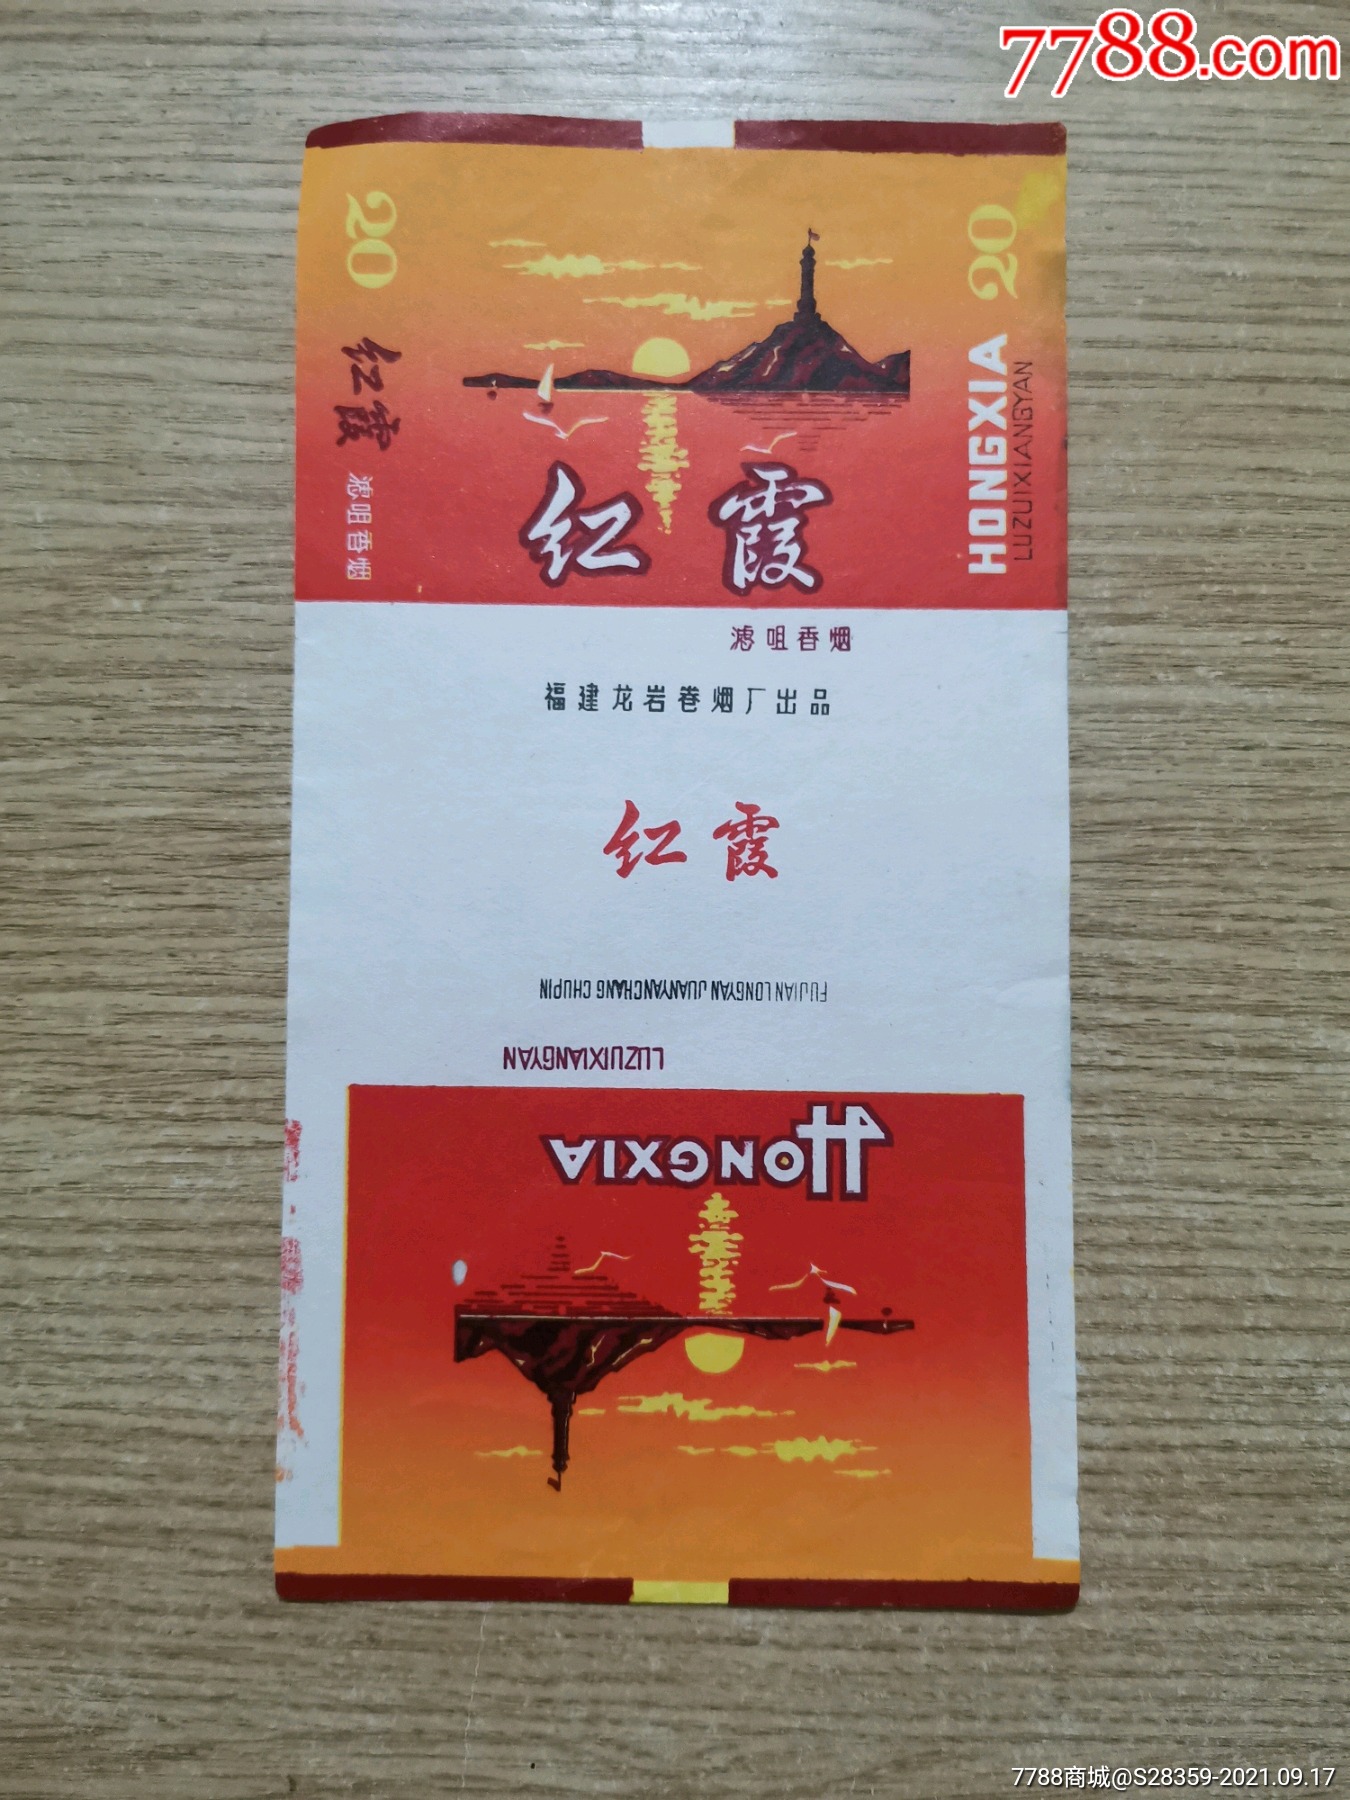 7788.com
20
红霞
滤咀香烟
20
HONGXIA
LUZUIXIANGYAN
红霞
滤咀香烟
福建龙岩卷烟厂出品
红霞
FUJIAN LONGYAN JUANYANCHANG CHUPIN
LUZUIXIANGYAN
HONGXIA
7788商城@S28359-2021.09.17